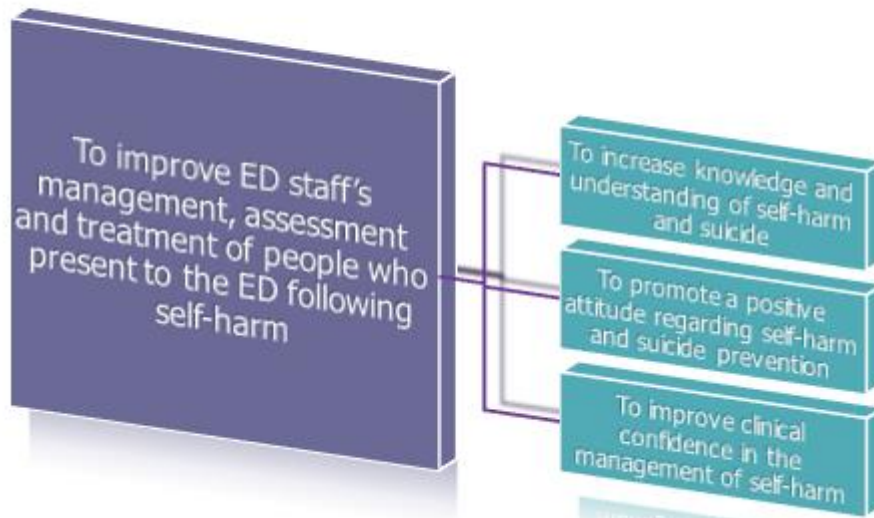 To improve ED staff's
management, assessment
and treatment of people who
present to the ED following
self-harm
To increase knowledge and
understanding of self-harm
and suicide
To promote a positive
attitude regarding self-harm
and suicide prevention
To improve clinical
confidence in the
management of self-harm